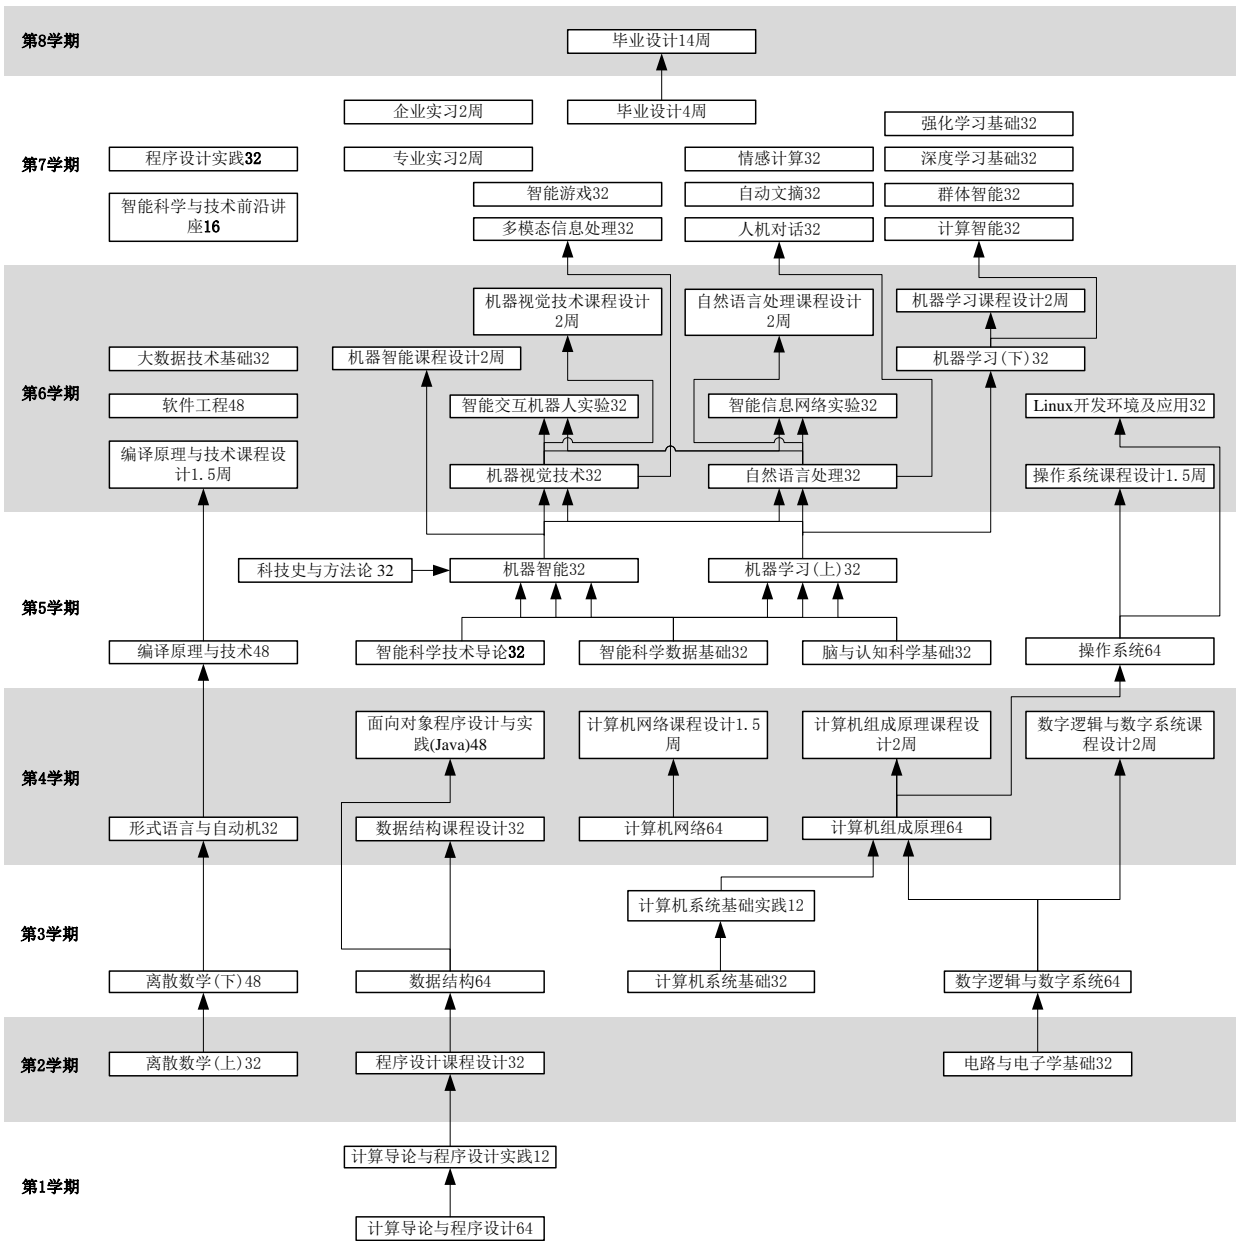 第8学期
毕业设计14周
企业实习2周
毕业设计4周
强化学习基础32
第7学期
程序设计实践32
专业实习2周
情感计算32
深度学习基础32
智能科学与技术前沿讲
座16
智能游戏32
自动文摘32
群体智能32
多模态信息处理32
人机对话32
计算智能32
机器视觉技术课程设计
2周
自然语言处理课程设计
2周
机器学习课程设计2周
大数据技术基础32
机器智能课程设计2周
机器学习(下)32
第6学期
软件工程48
智能交互机器人实验32
智能信息网络实验32
Linux开发环境及应用32
编译原理与技术课程设
计1.5周
机器视觉技术32
自然语言处理32
操作系统课程设计1.5周
科技史与方法论 32
机器智能32
机器学习(上)32
第5学期
编译原理与技术48
智能科学技术导论32
智能科学数据基础32
脑与认知科学基础32
操作系统64
面向对象程序设计与实
践(Java)48
计算机网络课程设计1.5
周
计算机组成原理课程设
计2周
数字逻辑与数字系统课
程设计2周
第4学期
形式语言与自动机32
数据结构课程设计32
计算机网络64
计算机组成原理64
计算机系统基础实践12
第3学期
离散数学(下)48
数据结构64
计算机系统基础32
数字逻辑与数字系统64
第2学期
离散数学(上)32
程序设计课程设计32
电路与电子学基础32
计算导论与程序设计实践12
第1学期
计算导论与程序设计64